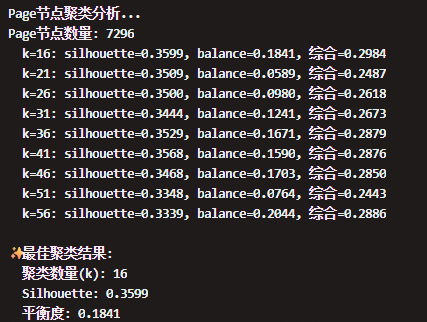 Page节点聚类分析...
Page节点数量: 7296
k=16: silhouette=0.3599, balance=0.1841, 综合=0.2984
k=21: silhouette=0.3509, balance=0.0589, 综合=0.2487
k=26: silhouette=0.3500, balance=0.0980, 综合=0.2618
k=31: silhouette=0.3444, balance=0.1241, 综合=0.2673
k=36: silhouette=0.3529, balance=0.1671, 综合=0.2879
k=41: silhouette=0.3568, balance=0.1590, 综合=0.2876
k=46: silhouette=0.3468, balance=0.1703, 综合=0.2850
k=51: silhouette=0.3348, balance=0.0764, 综合=0.2443
k=56: silhouette=0.3339, balance=0.2044, 综合=0.2886
✨最佳聚类结果:
聚类数量(k): 16
Silhouette: 0.3599
平衡度: 0.1841